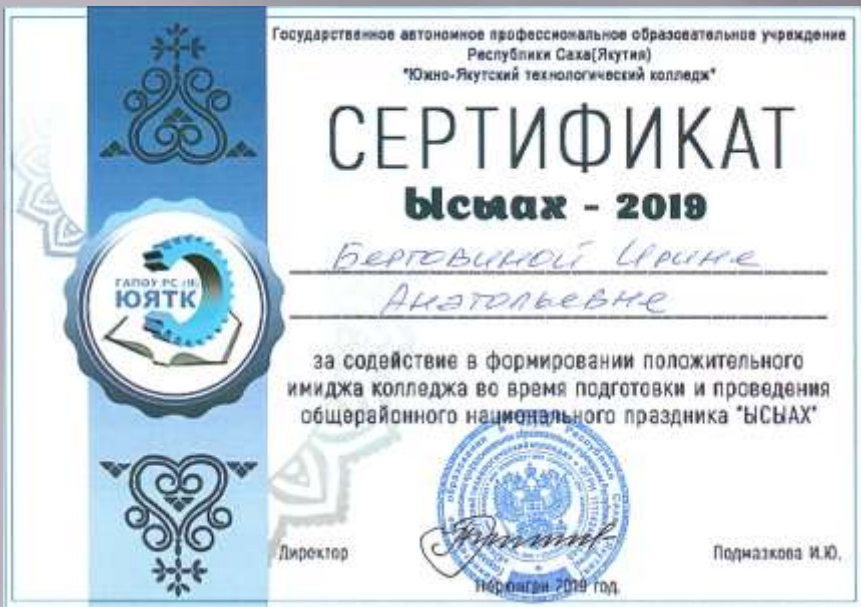 Государственное автономное профессиональное образовательное учреждение
Республики Саха(Якутия)
"Южно-Якутский технологический колледж"
СЕРТИФИКАТ
Ысыах - 2019
Ирине
Анатольевне
ГАПОУ РС (Я)
ЮЯТК
за содействие в формировании положительного
имиджа колледжа во время подготовки и проведения
общерайонного национального праздника "ЫСЫАХ"
Директор
Подмазкова И.Ю.
Нерюнгри 2019 год.